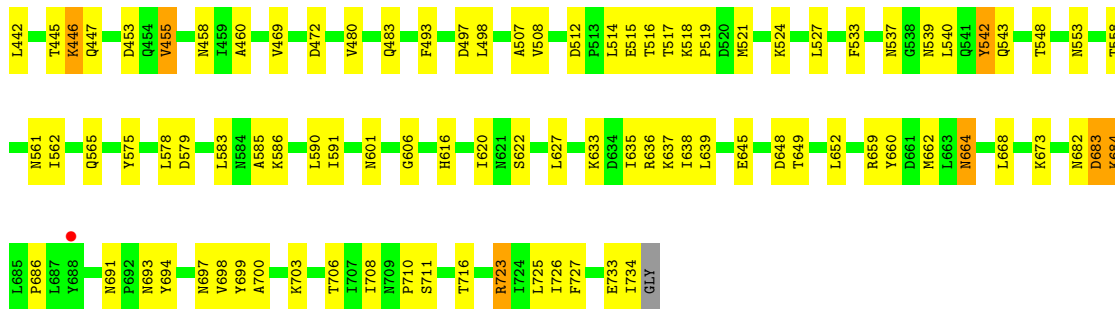 L442 T445 K446 Q447 D453 Q454 V455 N458 I459 A460 V469 D472 V480 Q483 F493 D497 L498 A507 V508 D512 P513 L514 E515 T516 T517 K518 P519 D520 M521 K524 L527 F533 N537 G538 N539 L540 Q541 Y542 Q543 T548 N553 T558
N561 I562 Q565 Y575 L578 D579 L583 N584 A585 K586 L590 I591 N601 G606 H616 I620 N621 S622 L627 K633 D634 I635 R636 K637 I638 L639 E645 D648 T649 L652 R659 Y660 D661 M662 L663 N664 L668 K673 N682 D683 K684
L685 P686 L687 Y688 N691 P692 N693 Y694 N697 V698 Y699 A700 K703 T706 I707 I708 N709 P710 S711 T716 R723 I724 L725 I726 F727 E733 I734 GLY